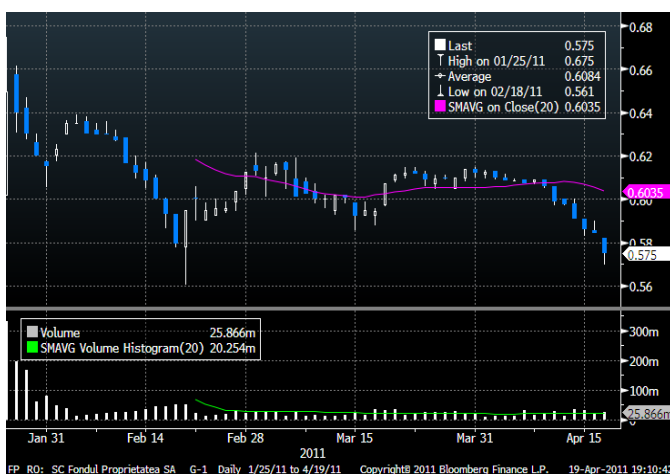 0.68
Last 0.575
High on 01/25/11 0.675
Average 0.6084
Low on 02/18/11 0.561
SMAVG on Close(20) 0.6035
0.66
0.64
0.62
0.6035
0.60
0.58
0.575
0.56
Volume 25.866m
SMAVG Volume Histogram(20) 20.254m
300m
200m
100m
25.866m
0
Jan 31 Feb 14 Feb 28 Mar 15 Mar 31 Apr 15
2011
FP RO: SC Fondul Proprietatea SA G-1 Daily 1/25/11 to 4/19/11 Copyright© 2011 Bloomberg Finance L.P. 19-Apr-2011 19:10:42